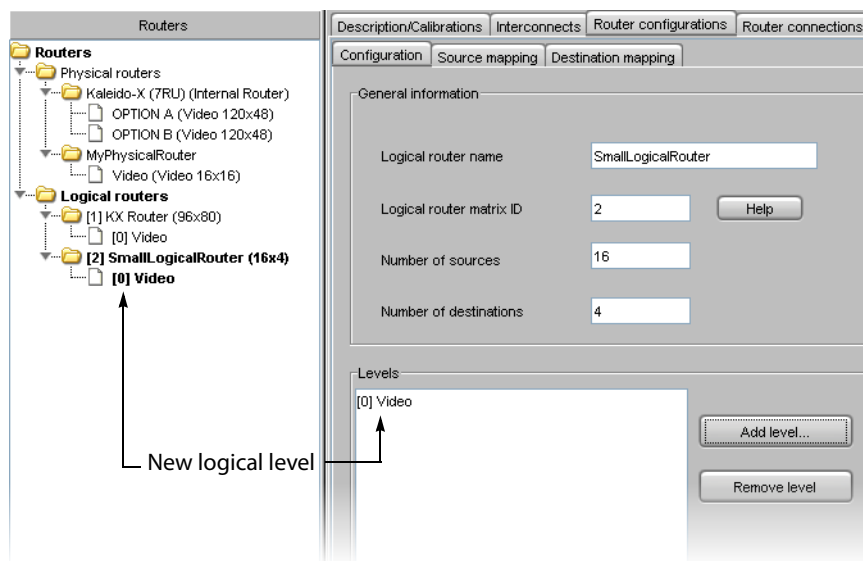 Routers
Routers
Physical routers
Kaleido-X (7RU) (Internal Router)
OPTION A (Video 120x48)
OPTION B (Video 120x48)
MyPhysicalRouter
Video (Video 16x16)
Logical routers
[1] KX Router (96x80)
[0] Video
[2] SmallLogicalRouter (16x4)
[0] Video
New logical level
Description/Calibrations Interconnects Router configurations Router connections
Configuration Source mapping Destination mapping
General information
Logical router name SmallLogicalRouter
Logical router matrix ID 2 Help
Number of sources 16
Number of destinations 4
Levels
[0] Video
Add level...
Remove level